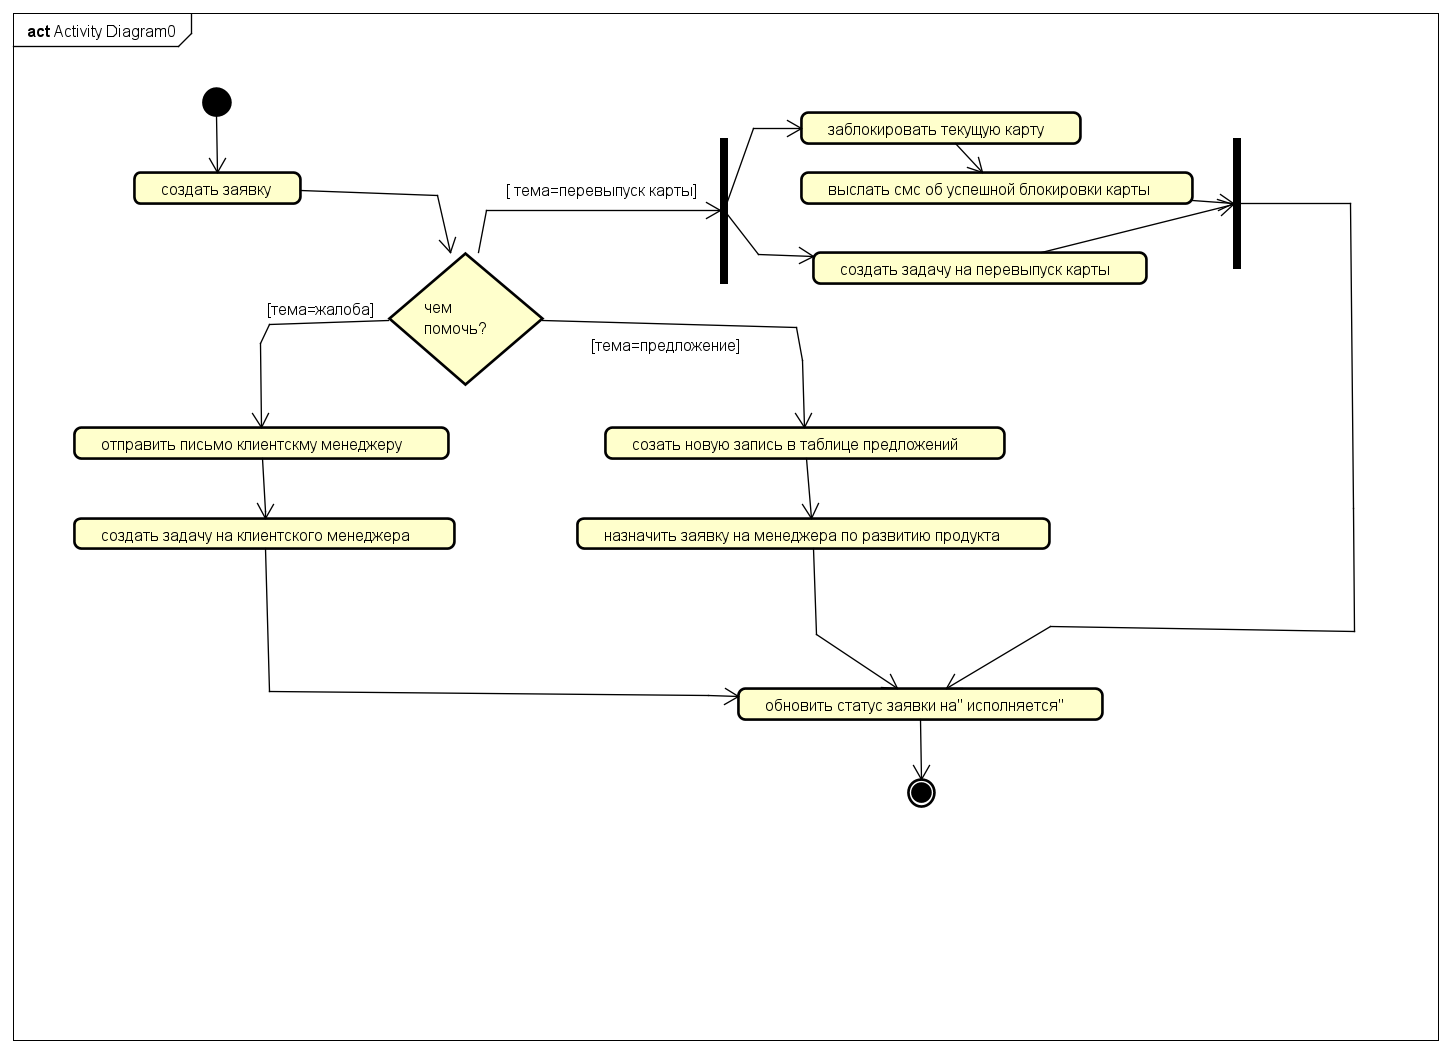 act Activity Diagram0
заблокировать текущую карту
создать заявку
[ тема=перевыпуск карты]
выслать смс об успешной блокировки карты
создать задачу на перевыпуск карты
[тема=жалоба]
чем
помочь?
[тема=предложение]
отправить письмо клиентскму менеджеру
созать новую запись в таблице предложений
создать задачу на клиентского менеджера
назначить заявку на менеджера по развитию продукта
обновить статус заявки на" исполняется"